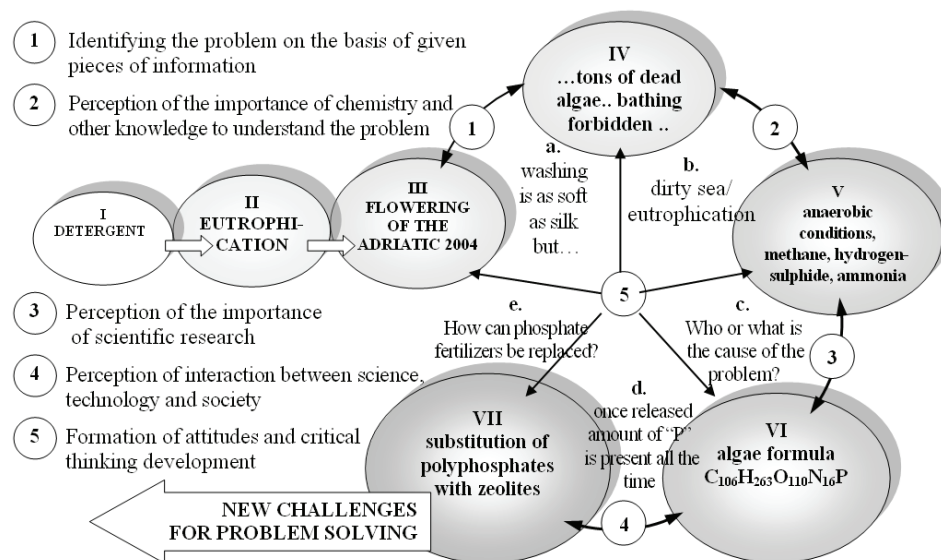 1 Identifying the problem on the basis of given
pieces of information
2 Perception of the importance of chemistry and
other knowledge to understand the problem
IV
…tons of dead
algae.. bathing
forbidden ..
1
2
a.
washing
is as soft
as silk
but…
b.
dirty sea/
eutrophication
I
DETERGENT
II
EUTROPHI-
CATION
III
FLOWERING
OF THE
ADRIATIC 2004
V
anaerobic
conditions,
methane, hydrogen-
sulphide, ammonia
5
3 Perception of the importance
of scientific research
4 Perception of interaction between science,
technology and society
5 Formation of attitudes and critical
thinking development
e.
How can phosphate
fertilizers be replaced?
c.
Who or what is
the cause of the
problem?
3
d.
once released
amount of “P”
is present all the
time
VII
substitution of
polyphosphates
with zeolites
VI
algae formula
C₁₀₆H₂₆₃O₁₁₀N₁₆P
4
NEW CHALLENGES
FOR PROBLEM SOLVING